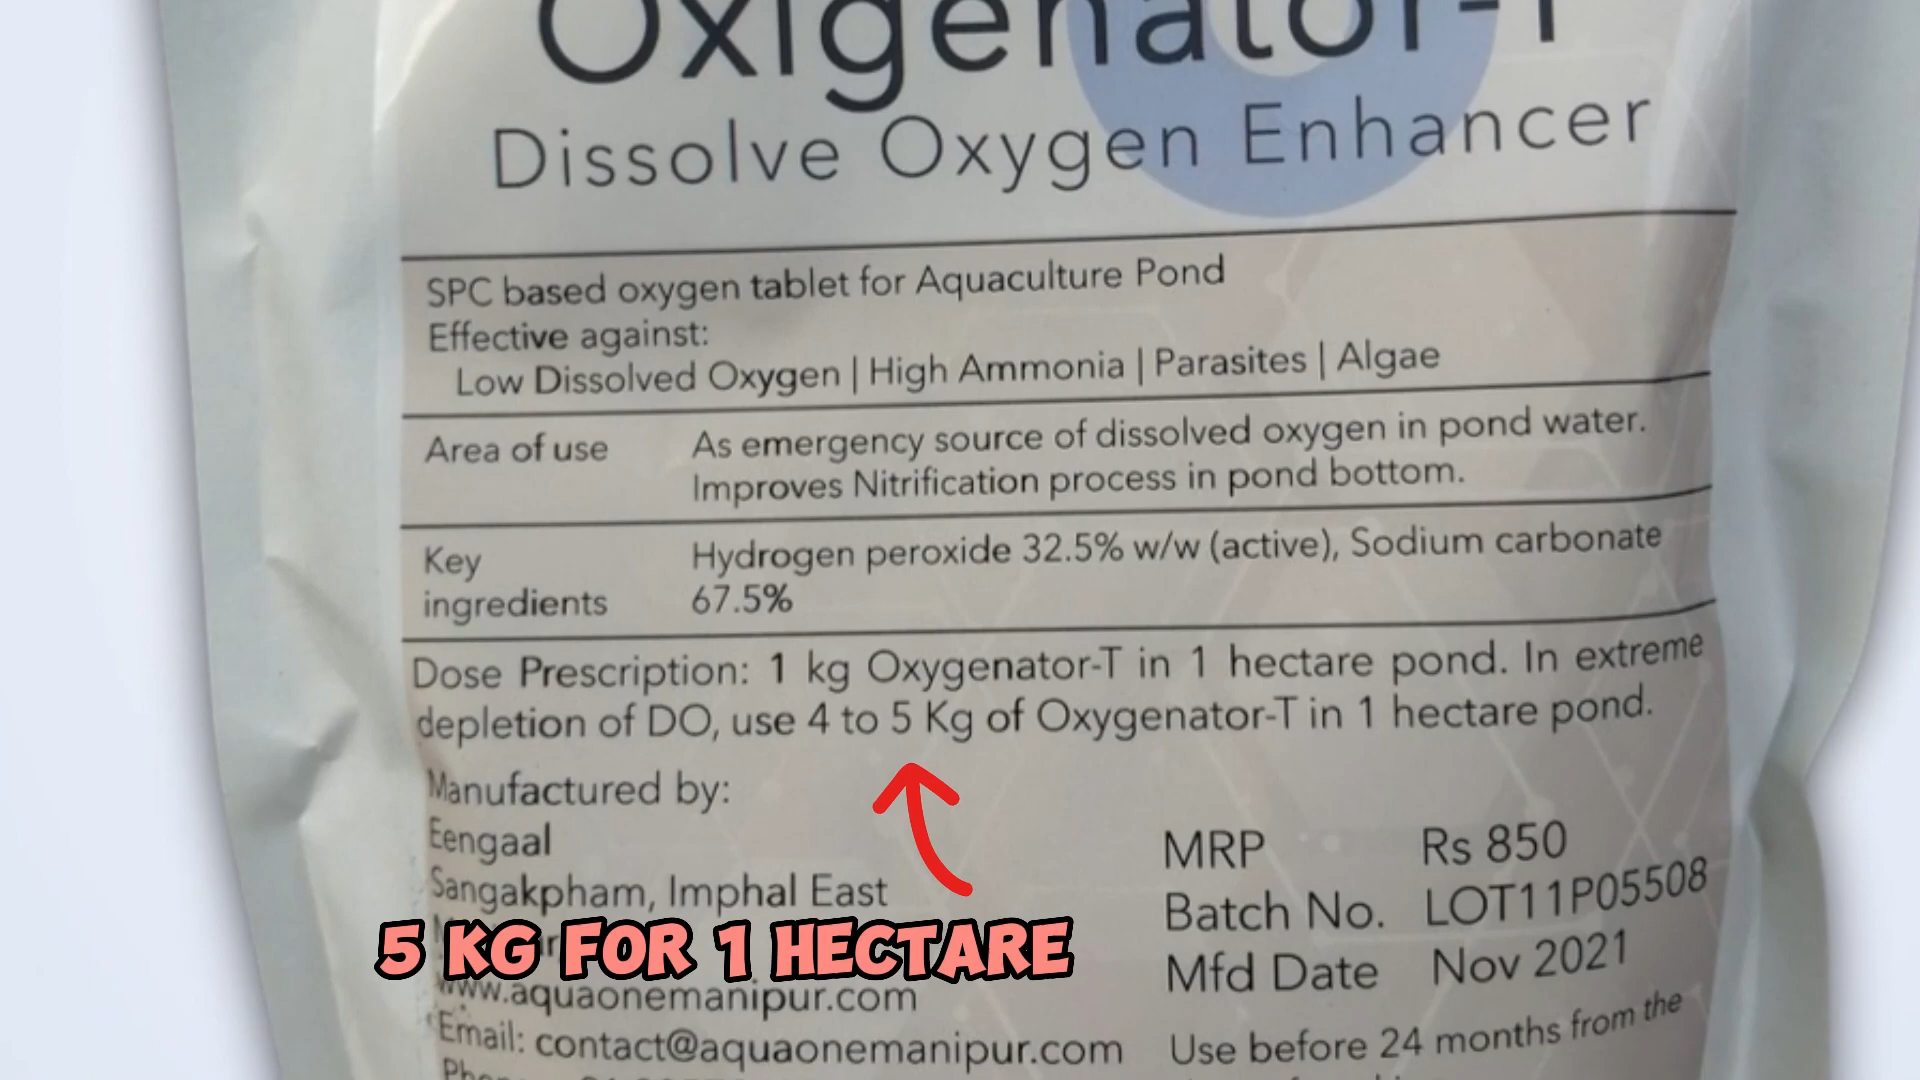 Oxigenator-T
Dissolve Oxygen Enhancer
SPC based oxygen tablet for Aquaculture Pond
Effective against:
Low Dissolved Oxygen | High Ammonia | Parasites | Algae
Area of use As emergency source of dissolved oxygen in pond water.
Improves Nitrification process in pond bottom.
Key ingredients Hydrogen peroxide 32.5% w/w (active), Sodium carbonate
67.5%
Dose Prescription: 1 kg Oxygenator-T in 1 hectare pond. In extreme
depletion of DO, use 4 to 5 Kg of Oxygenator-T in 1 hectare pond.
Manufactured by:
Eengaal
Sangakpham, Imphal East
www.aquaonemanipur.com
Email: contact@aquaonemanipur.com
MRP Rs 850
Batch No. LOT11P05508
Mfd Date Nov 2021
Use before 24 months from the
5 KG FOR 1 HECTARE